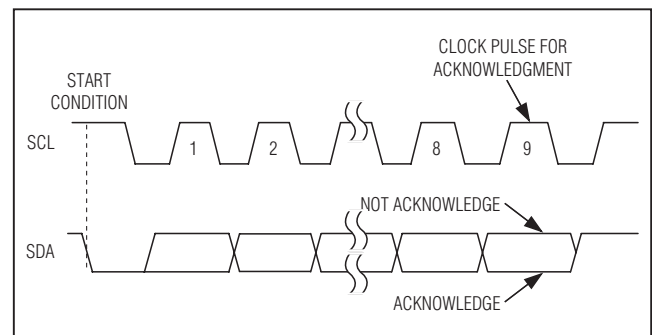 CLOCK PULSE FOR
ACKNOWLEDGMENT
START
CONDITION
SCL
1
2
8
9
NOT ACKNOWLEDGE
SDA
ACKNOWLEDGE